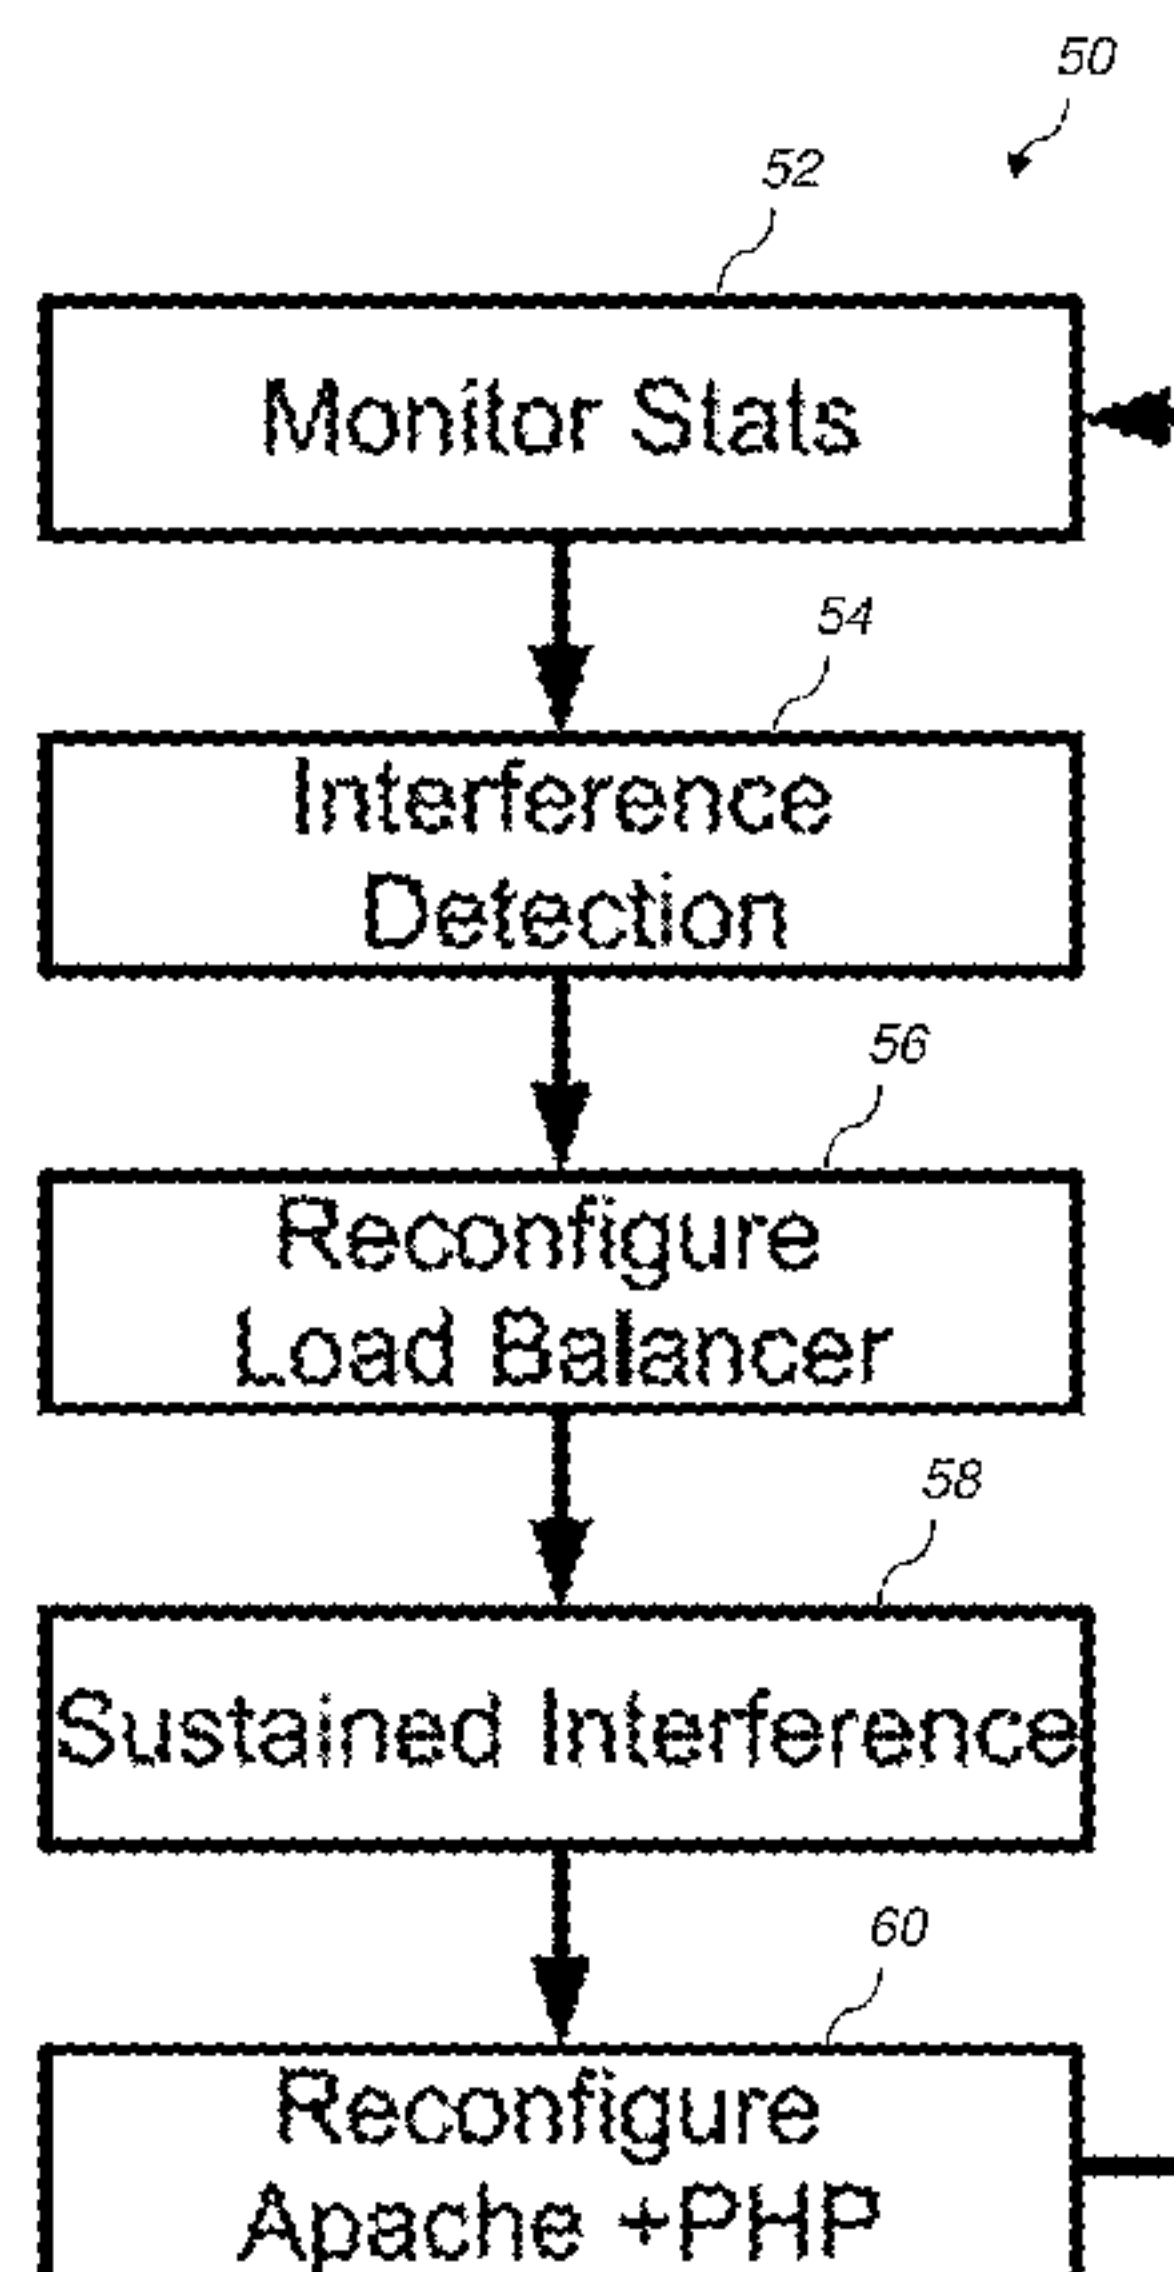 50
52
Monitor Stats
54
Interference
Detection
56
Reconfigure
Load Balancer
58
Sustained Interference
60
Reconfigure
Apache +PHP